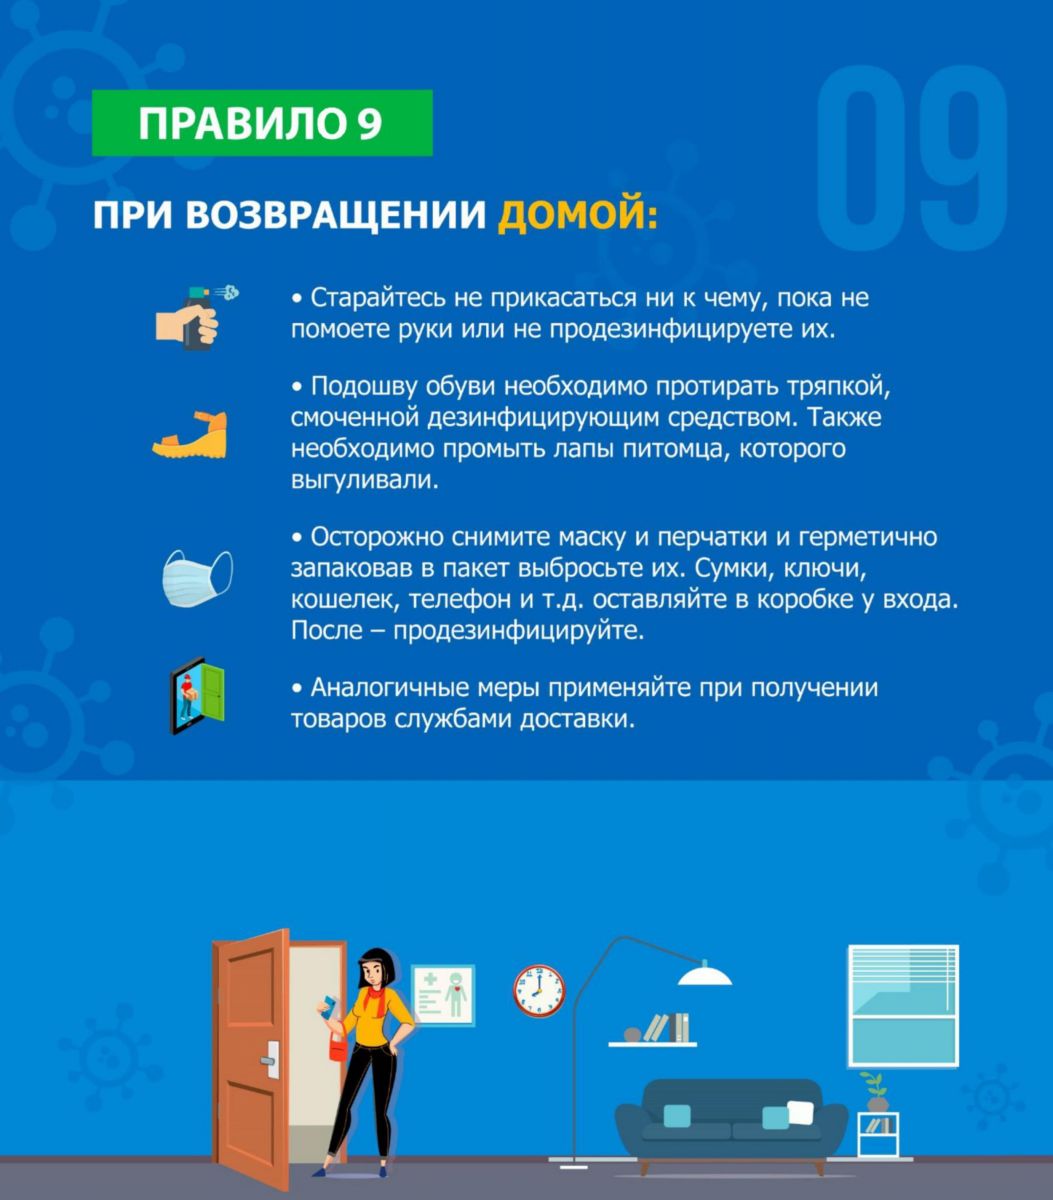 09
ПРАВИЛО 9
ПРИ ВОЗВРАЩЕНИИ ДОМОЙ:
• Старайтесь не прикасаться ни к чему, пока не
помоете руки или не продезинфицируете их.
• Подошву обуви необходимо протирать тряпкой,
смоченной дезинфицирующим средством. Также
необходимо промыть лапы питомца, которого
выгуливали.
• Осторожно снимите маску и перчатки и герметично
запаковав в пакет выбросьте их. Сумки, ключи,
кошелек, телефон и т.д. оставляйте в коробке у входа.
После – продезинфицируйте.
• Аналогичные меры применяйте при получении
товаров службами доставки.